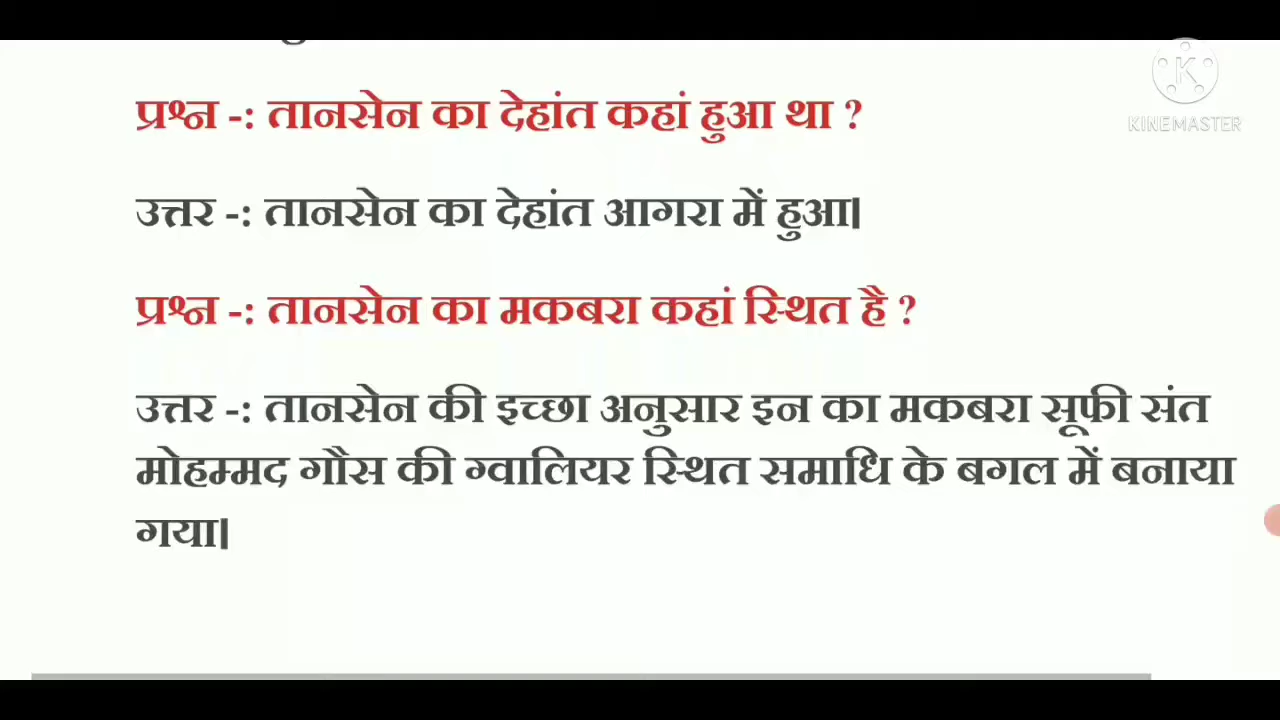 प्रश्न -: तानसेन का देहांत कहां हुआ था ?
KINEMASTER
उत्तर -: तानसेन का देहांत आगरा में हुआ।
प्रश्न -: तानसेन का मकबरा कहां स्थित है ?
उत्तर -: तानसेन की इच्छा अनुसार इन का मकबरा सूफी संत
मोहम्मद गौस की ग्वालियर स्थित समाधि के बगल में बनाया
गया।